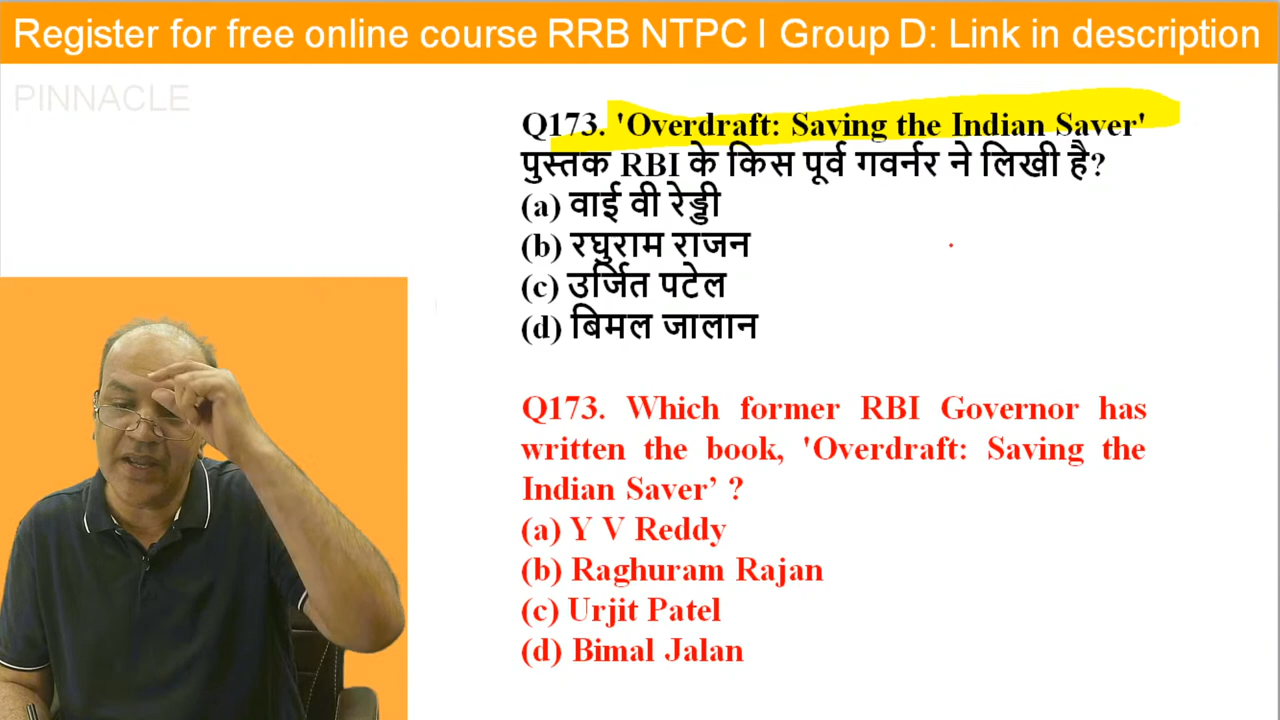 Register for free online course RRB NTPC I Group D: Link in description
PINNACLE
Q173. 'Overdraft: Saving the Indian Saver'
पुस्तक RBI के किस पूर्व गवर्नर ने लिखी है?
(a) वाई वी रेड्डी
(b) रघुराम राजन
(c) उर्जित पटेल
(d) बिमल जालान
Q173. Which former RBI Governor has
written the book, 'Overdraft: Saving the
Indian Saver’ ?
(a) Y V Reddy
(b) Raghuram Rajan
(c) Urjit Patel
(d) Bimal Jalan